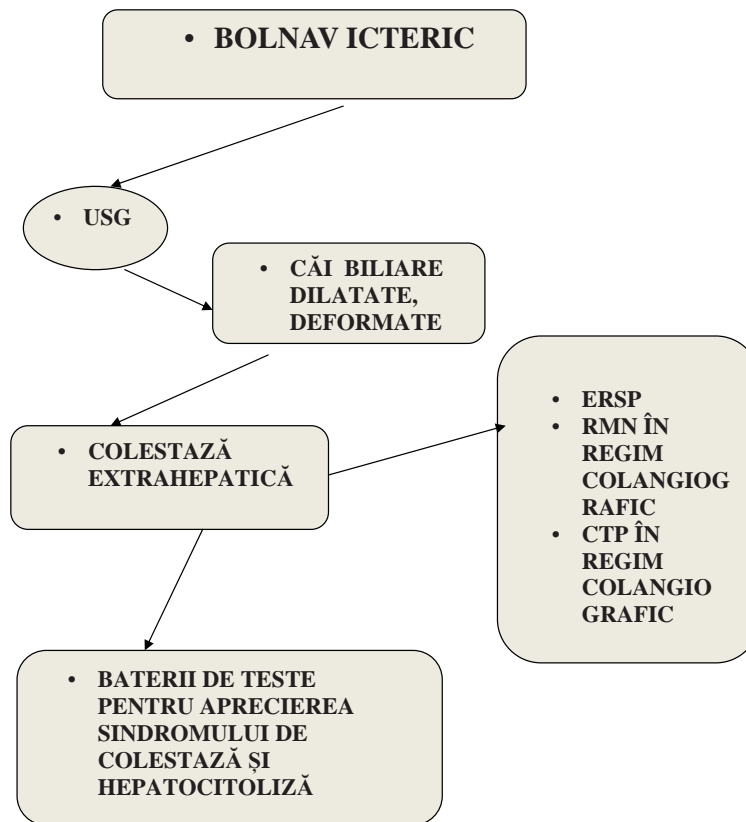 • BOLNAV ICTERIC
• USG
• CĂI BILIARE
DILATATE,
DEFORMATE
• COLESTAZĂ
EXTRAHEPATICĂ
• ERSP
• RMN ÎN
REGIM
COLANGIOG
RAFIC
• CTP ÎN
REGIM
COLANGIO
GRAFIC
• BATERII DE TESTE
PENTRU APRECIEREA
SINDROMULUI DE
COLESTAZĂ ȘI
HEPATOCITOLIZĂ